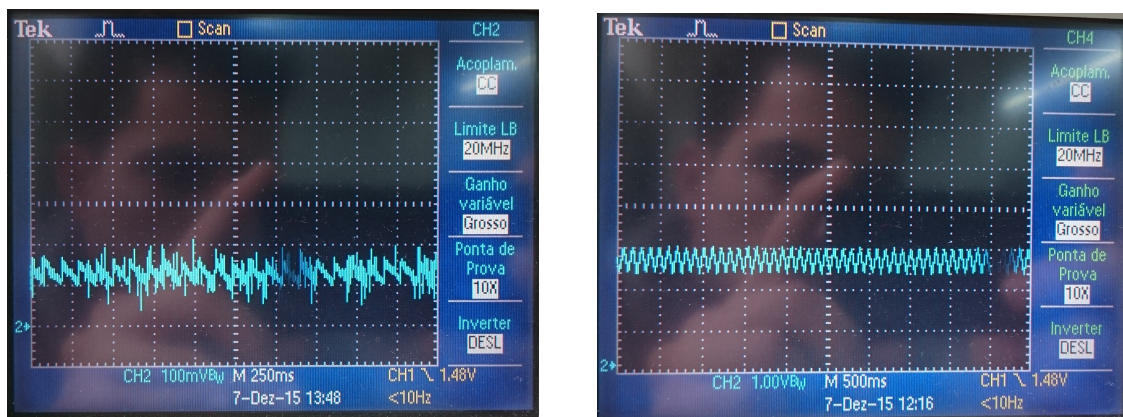 Tek
Scan
CH2
Acoplam.
CC
Limite LB
20MHz
Ganho
variável
Grosso
Ponta de
Prova
10X
Inverter
DESL
2
CH2 100mVBW M 250ms CH1 1.48V
7-Dez-15 13:48 <10Hz
Tek
Scan
CH4
Acoplam.
CC
Limite LB
20MHz
Ganho
variável
Grosso
Ponta de
Prova
10X
Inverter
DESL
2
CH2 1.00VBW M 500ms CH1 1.48V
7-Dez-15 12:16 <10Hz